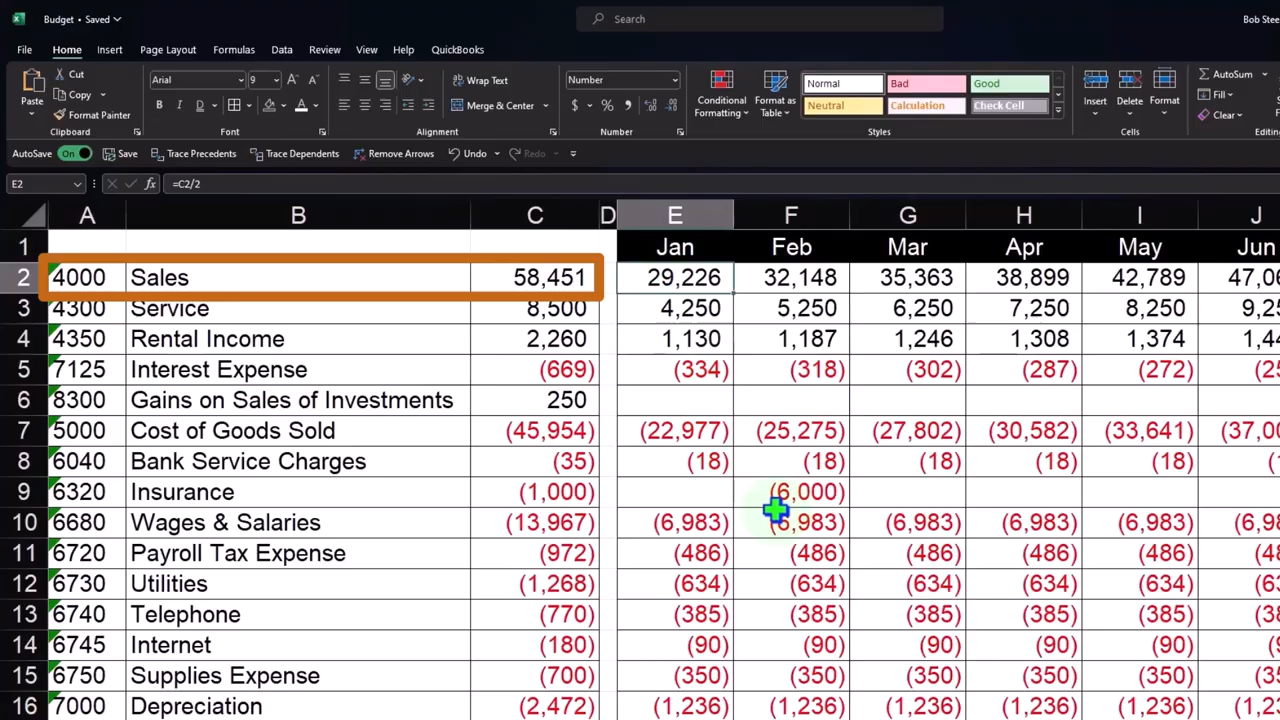 Budget • Saved
Search
Bob Stee
File Home Insert Page Layout Formulas Data Review View Help QuickBooks
Paste
Cut
Copy
Format Painter
Clipboard
Arial 9
B I D
Font
Wrap Text
Merge & Center
Alignment
Number
$ % 9
Number
Conditional Formatting
Format as Table
Normal Bad Good
Neutral Calculation Check Cell
Styles
Insert Delete Format
Cells
AutoSum
Fill
Clear
AutoSave On Save Trace Precedents Trace Dependents Remove Arrows Undo Redo
E2 fx =C2/2
A B C D E F G H I J
1 Jan Feb Mar Apr May Jun
2 4000 Sales 58,451 29,226 32,148 35,363 38,899 42,789 47,06
3 4300 Service 8,500 4,250 5,250 6,250 7,250 8,250 9,25
4 4350 Rental Income 2,260 1,130 1,187 1,246 1,308 1,374 1,44
5 7125 Interest Expense (669) (334) (318) (302) (287) (272) (25
6 8300 Gains on Sales of Investments 250
7 5000 Cost of Goods Sold (45,954) (22,977) (25,275) (27,802) (30,582) (33,641) (37,00
8 6040 Bank Service Charges (35) (18) (18) (18) (18) (18) (1
9 6320 Insurance (1,000) (6,000)
10 6680 Wages & Salaries (13,967) (6,983) (6,983) (6,983) (6,983) (6,983) (6,98
11 6720 Payroll Tax Expense (972) (486) (486) (486) (486) (486) (48
12 6730 Utilities (1,268) (634) (634) (634) (634) (634) (63
13 6740 Telephone (770) (385) (385) (385) (385) (385) (38
14 6745 Internet (180) (90) (90) (90) (90) (90) (9
15 6750 Supplies Expense (700) (350) (350) (350) (350) (350) (35
16 7000 Depreciation (2,472) (1,236) (1,236) (1,236) (1,236) (1,236) (1,23